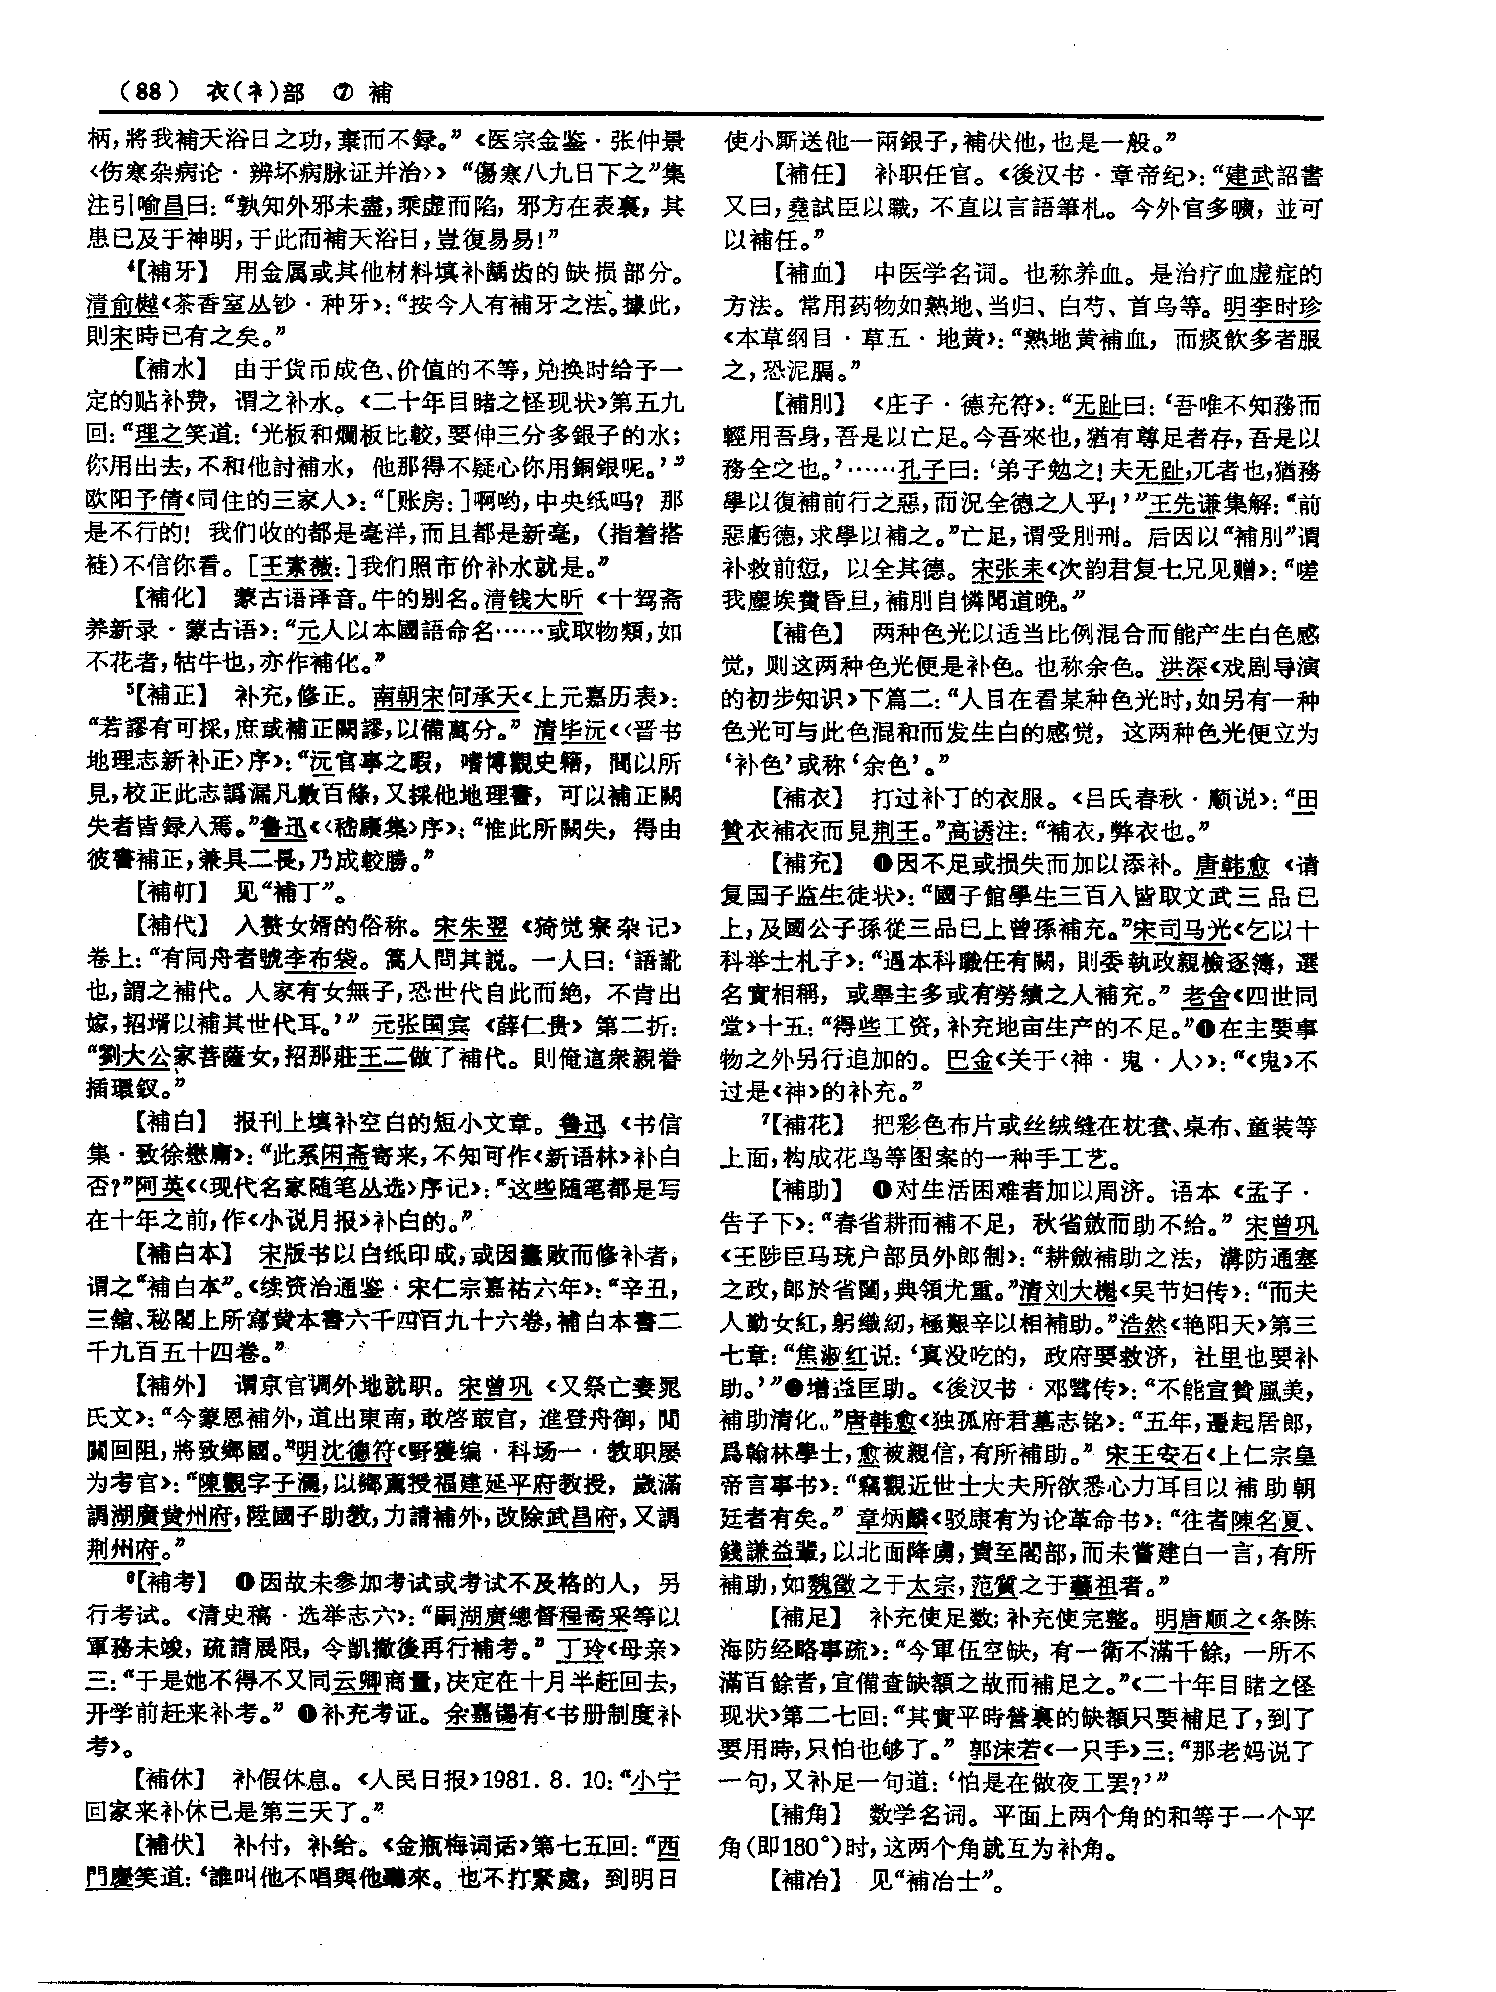 (88) 衣(衤)部 ⑦ 補
柄，將我補天浴日之功，棄而不録。”《医宗金鉴·张仲景
〈伤寒杂病论·辨坏病脉证并治〉》“傷寒八九日下之”集
注引喻昌曰：“孰知外邪未盡，乘虚而陷，邪方在表裏，其
患已及于神明，于此而補天浴日，豈復易易！”
4【補牙】 用金属或其他材料填补龋齿的缺损部分。
清俞樾《茶香室丛钞·种牙》：“按今人有補牙之法。據此，
則宋時已有之矣。”
【補水】 由于货币成色、价值的不等，兑换时给予一
定的贴补费，谓之补水。《二十年目睹之怪现状》第五九
回：“理之笑道：‘光板和爛板比較，要伸三分多銀子的水；
你用出去，不和他討補水，他那得不疑心你用銅銀呢。’”
欧阳予倩《同住的三家人》：“［账房：］啊哟，中央纸吗？那
是不行的！我们收的都是毫洋，而且都是新毫，（指着搭
裢）不信你看。［王素薇：］我们照市价补水就是。”
【補化】 蒙古语译音。牛的别名。清钱大昕《十驾斋
养新录·蒙古语》：“元人以本國語命名……或取物類，如
不花者，牯牛也，亦作補化。”
5【補正】 补充，修正。南朝宋何承天《上元嘉历表》：
“若謬有可採，庶或補正闕謬，以備萬分。”清毕沅《〈晋书
地理志新补正〉序》：“沅官事之暇，嗜博觀史籍，間以所
見，校正此志譌漏凡數百條，又採他地理書，可以補正闕
失者皆録入焉。”鲁迅《〈嵇康集〉序》：“惟此所闕失，得由
彼書補正，兼具二長，乃成較勝。”
【補帄】 见“補丁”。
【補代】 入赘女婿的俗称。宋朱翌《猗觉寮杂记》
卷上：“有同舟者號李布袋。篙人問其説。一人曰：‘語訛
也，謂之補代。人家有女無子，恐世代自此而絶，不肯出
嫁，招壻以補其世代耳。’”元张国宾《薛仁贵》第二折：
“劉大公家菩薩女，招那莊王二做了補代。則俺這衆親眷
插環釵。”
【補白】 报刊上填补空白的短小文章。鲁迅《书信
集·致徐懋庸》：“此系闲斋寄来，不知可作《新语林》补白
否？”阿英《〈现代名家随笔丛选〉序记》：“这些随笔都是写
在十年之前，作《小说月报》补白的。”
【補白本】 宋版书以白纸印成，或因蠹败而修补者，
谓之“補白本”。《续资治通鉴·宋仁宗嘉祐六年》：“辛丑，
三館、秘閣上所寫黄本書六千四百九十六卷，補白本書二
千九百五十四卷。”
【補外】 谓京官调外地就职。宋曾巩《又祭亡妻晁
氏文》：“今蒙恩補外，道出東南，敢啓菆官，進登舟御，閒
關回阻，將致鄉國。”明沈德符《野獲编·科场一·教职屡
为考官》：“陳觀字子瀾，以鄉薦授福建延平府教授，歲滿
調湖廣黄州府，陞國子助教，力請補外，改除武昌府，又調
荆州府。”
6【補考】 ❶因故未参加考试或考试不及格的人，另
行考试。《清史稿·选举志六》：“嗣湖廣總督程矞采等以
軍務未竣，疏請展限，令凱撤後再行補考。”丁玲《母亲》
三：“于是她不得不又同云卿商量，决定在十月半赶回去，
开学前赶来补考。”❶补充考证。余嘉锡有《书册制度补
考》。
【補休】 补假休息。《人民日报》1981．8．10：“小宁
回家来补休已是第三天了。”
【補伏】 补付，补给。《金瓶梅词话》第七五回：“西
門慶笑道：‘誰叫他不唱與他聽來。也不打緊處，到明日
使小厮送他一兩銀子，補伏他，也是一般。”
【補任】 补职任官。《後汉书·章帝纪》：“建武詔書
又曰，堯試臣以職，不直以言語筆札。今外官多曠，並可
以補任。”
【補血】 中医学名词。也称养血。是治疗血虚症的
方法。常用药物如熟地、当归、白芍、首乌等。明李时珍
《本草纲目·草五·地黄》：“熟地黄補血，而痰飲多者服
之，恐泥膈。”
【補刖】 《庄子·德充符》：“无趾曰：‘吾唯不知務而
輕用吾身，吾是以亡足。今吾來也，猶有尊足者存，吾是以
務全之也。’……孔子曰：‘弟子勉之！夫无趾，兀者也，猶務
學以復補前行之惡，而況全德之人乎！’”王先谦集解：“前
惡虧德，求學以補之。”亡足，谓受刖刑。后因以“補刖”谓
补救前愆，以全其德。宋张耒《次韵君复七兄见赠》：“嗟
我塵埃費昏旦，補刖自憐聞道晚。”
【補色】 两种色光以适当比例混合而能产生白色感
觉，则这两种色光便是补色。也称余色。洪深《戏剧导演
的初步知识》下篇二：“人目在看某种色光时，如另有一种
色光可与此色混和而发生白的感觉，这两种色光便立为
‘补色’或称‘余色’。”
【補衣】 打过补丁的衣服。《吕氏春秋·顺说》：“田
贊衣補衣而見荆王。”高诱注：“補衣，弊衣也。”
【補充】 ❶因不足或损失而加以添补。唐韩愈《请
复国子监生徒状》：“國子館學生三百人皆取文武三品已
上，及國公子孫從三品已上曾孫補充。”宋司马光《乞以十
科举士札子》：“遇本科職任有闕，則委執政親檢逐簿，選
名實相稱，或舉主多或有勞績之人補充。”老舍《四世同
堂》十五：“得些工资，补充地亩生产的不足。”❶在主要事
物之外另行追加的。巴金《关于〈神·鬼·人〉》：“《鬼》不
过是《神》的补充。”
7【補花】 把彩色布片或丝绒缝在枕套、桌布、童装等
上面，构成花鸟等图案的一种手工艺。
【補助】 ❶对生活困难者加以周济。语本《孟子·
告子下》：“春省耕而補不足，秋省斂而助不给。”宋曾巩
《王陟臣马珫户部员外郎制》：“耕斂補助之法，溝防通塞
之政，郎於省闥，典領尤重。”清刘大櫆《吴节妇传》：“而夫
人勤女紅，躬織紉，極艱辛以相補助。”浩然《艳阳天》第三
七章：“焦淑红说：‘真没吃的，政府要救济，社里也要补
助。’”❷增益匡助。《後汉书·邓骘传》：“不能宣贊風美，
補助清化。”唐韩愈《独孤府君墓志铭》：“五年，遷起居郎，
爲翰林學士，愈被親信，有所補助。”宋王安石《上仁宗皇
帝言事书》：“竊觀近世士大夫所欲悉心力耳目以補助朝
廷者有矣。”章炳麟《驳康有为论革命书》：“往者陳名夏、
錢謙益輩，以北面降虜，貴至閣部，而未嘗建白一言，有所
補助，如魏徵之于太宗，范質之于藝祖者。”
【補足】 补充使足数；补充使完整。明唐顺之《条陈
海防经略事疏》：“今軍伍空缺，有一衛不滿千餘，一所不
滿百餘者，宜備查缺額之故而補足之。”《二十年目睹之怪
现状》第二七回：“其實平時營裏的缺額只要補足了，到了
要用時，只怕也够了。”郭沫若《一只手》三：“那老妈说了
一句，又补足一句道：‘怕是在做夜工罢？’”
【補角】 数学名词。平面上两个角的和等于一个平
角（即180°）时，这两个角就互为补角。
【補冶】 见“補冶士”。